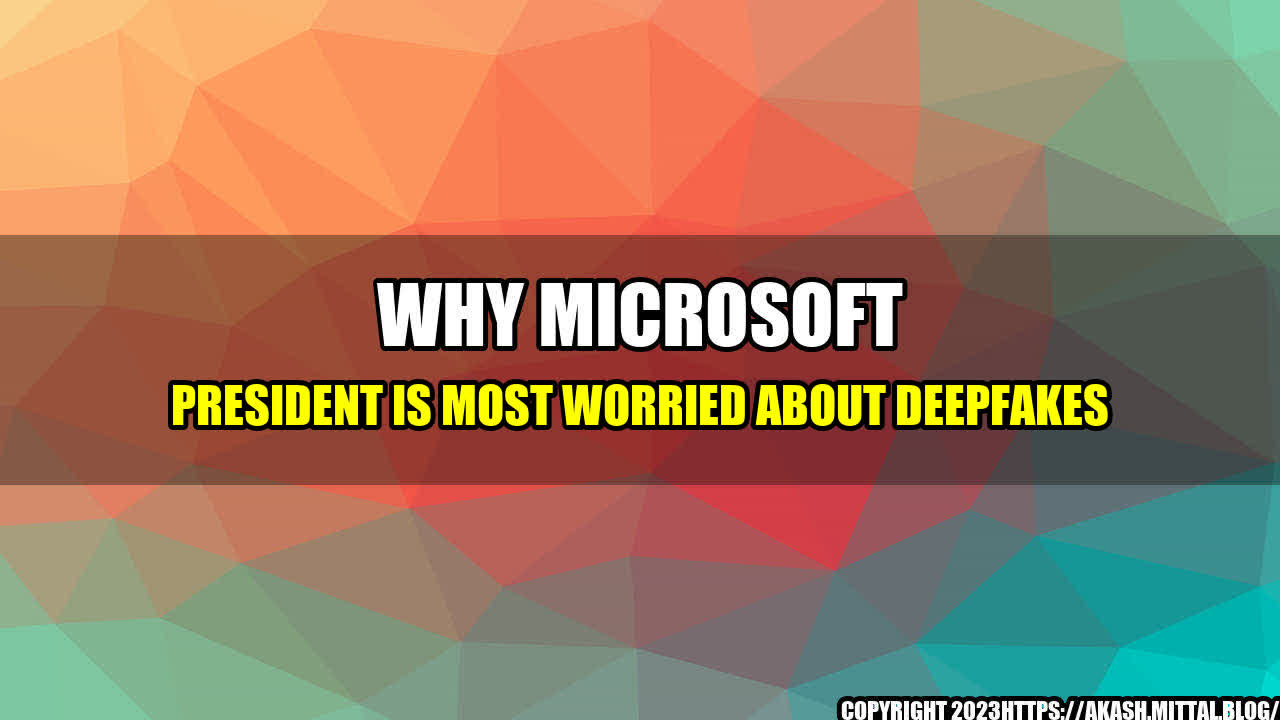 WHY MICROSOFT
PRESIDENT IS MOST WORRIED ABOUT DEEPFAKES
COPYRIGHT 2023HTTPS://AKASH.MITTAL.BLOG/